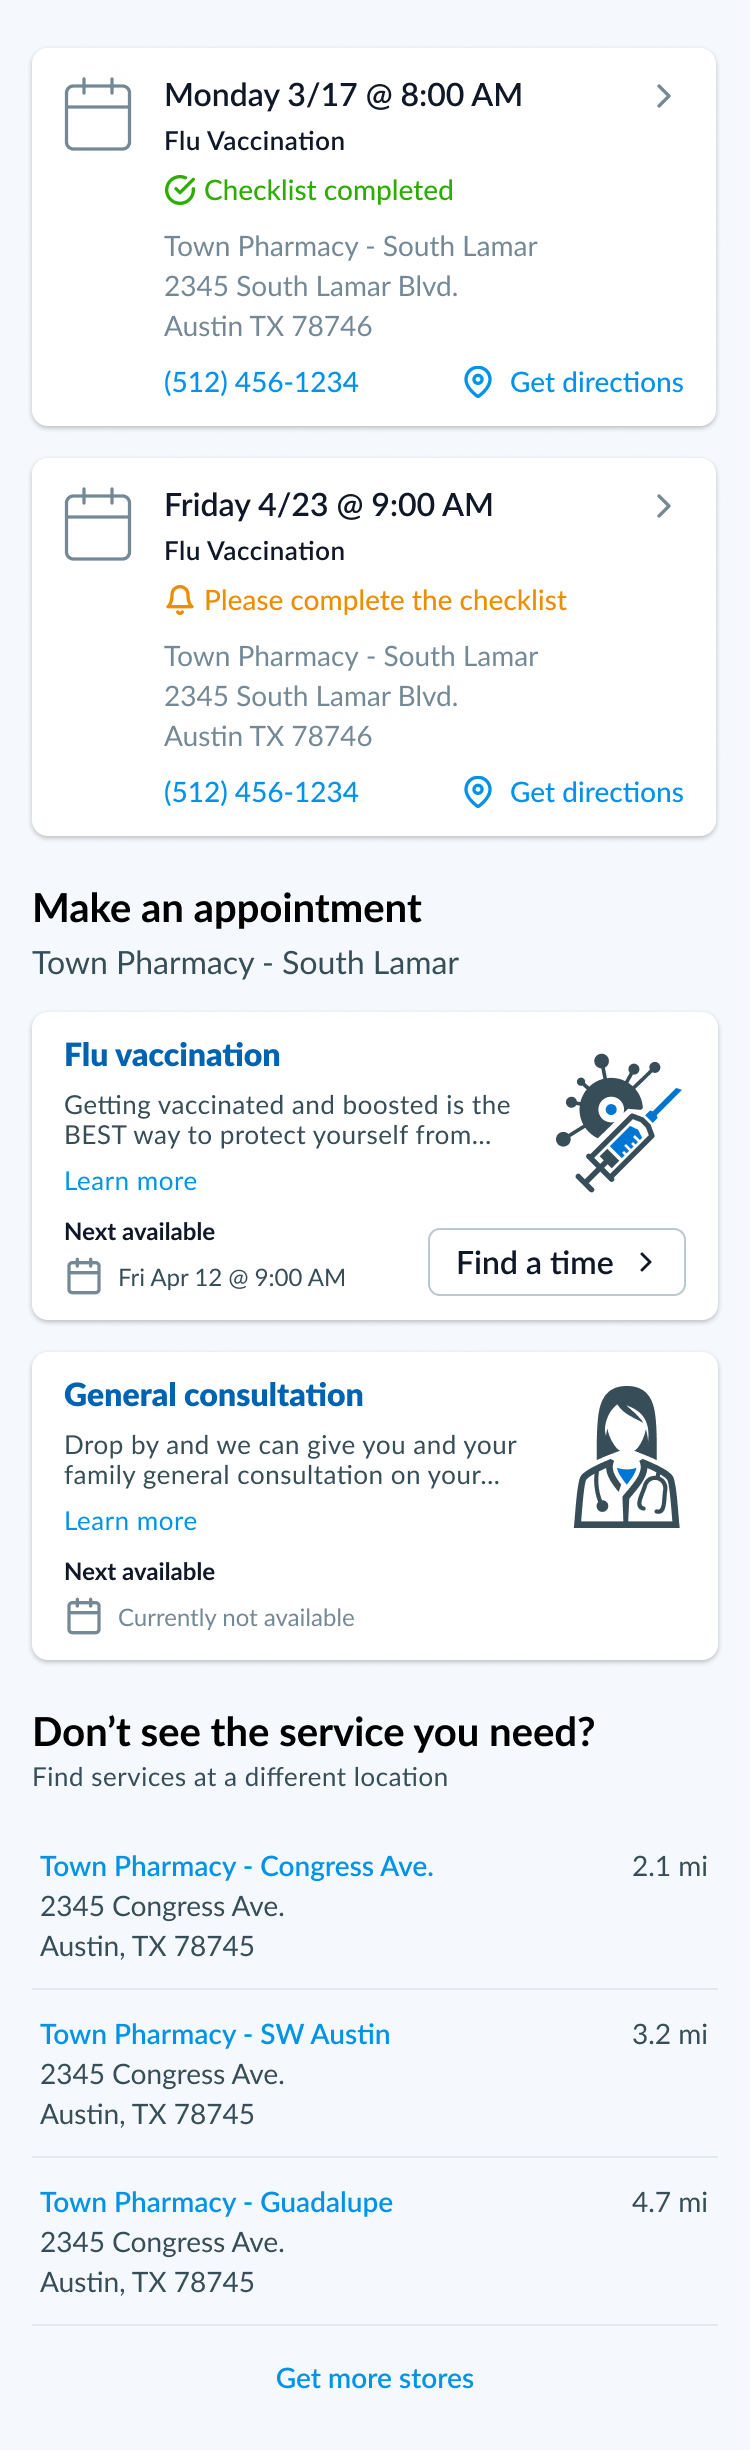 Monday 3/17 @ 8:00 AM
Flu Vaccination
Checklist completed
Town Pharmacy - South Lamar
2345 South Lamar Blvd.
Austin TX 78746
(512) 456-1234 Get directions
Friday 4/23 @ 9:00 AM
Flu Vaccination
Please complete the checklist
Town Pharmacy - South Lamar
2345 South Lamar Blvd.
Austin TX 78746
(512) 456-1234 Get directions
Make an appointment
Town Pharmacy - South Lamar
Flu vaccination
Getting vaccinated and boosted is the
BEST way to protect yourself from...
Learn more
Next available
Fri Apr 12 @ 9:00 AM
Find a time
General consultation
Drop by and we can give you and your
family general consultation on your...
Learn more
Next available
Currently not available
Don’t see the service you need?
Find services at a different location
Town Pharmacy - Congress Ave. 2.1 mi
2345 Congress Ave.
Austin, TX 78745
Town Pharmacy - SW Austin 3.2 mi
2345 Congress Ave.
Austin, TX 78745
Town Pharmacy - Guadalupe 4.7 mi
2345 Congress Ave.
Austin, TX 78745
Get more stores